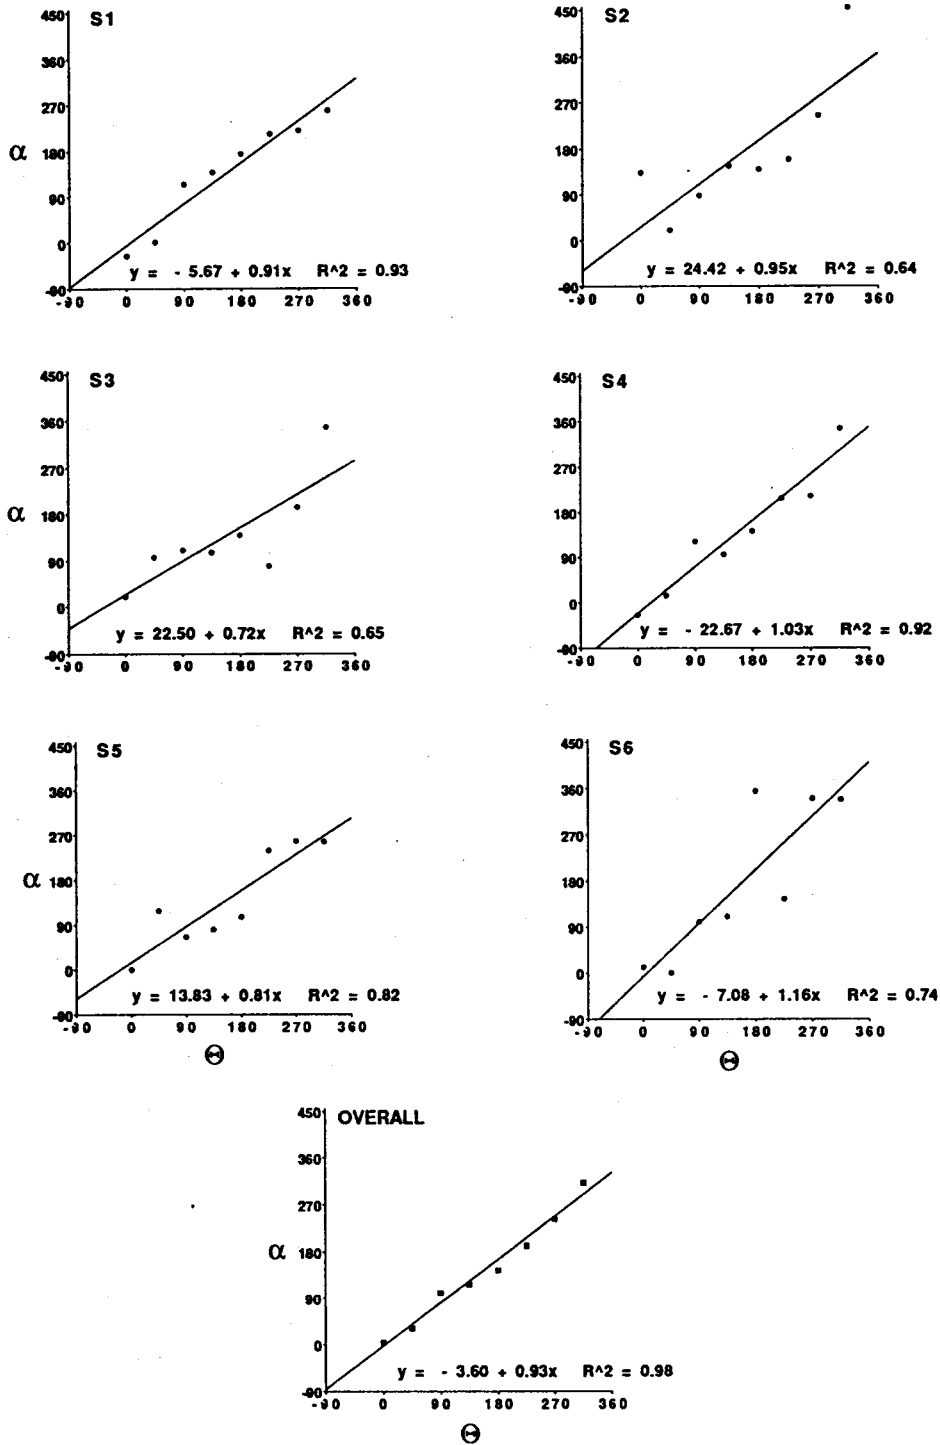 S1
450
360
270
α 180
90
0
-90
y = - 5.67 + 0.91x R^2 = 0.93
-90 0 90 180 270 360
S2
450
360
270
180
90
0
-90
y = 24.42 + 0.95x R^2 = 0.64
-90 0 90 180 270 360
S3
450
360
270
α 180
90
0
-90
y = 22.50 + 0.72x R^2 = 0.65
-90 0 90 180 270 360
S4
450
360
270
180
90
0
-90
y = - 22.67 + 1.03x R^2 = 0.92
-90 0 90 180 270 360
S5
450
360
270
α 180
90
0
-90
y = 13.83 + 0.81x R^2 = 0.82
-90 0 90 180 270 360
Θ
S6
450
360
270
180
90
0
-90
y = - 7.08 + 1.16x R^2 = 0.74
-90 0 90 180 270 360
Θ
OVERALL
450
360
270
α 180
90
0
-90
y = - 3.60 + 0.93x R^2 = 0.98
-90 0 90 180 270 360
Θ